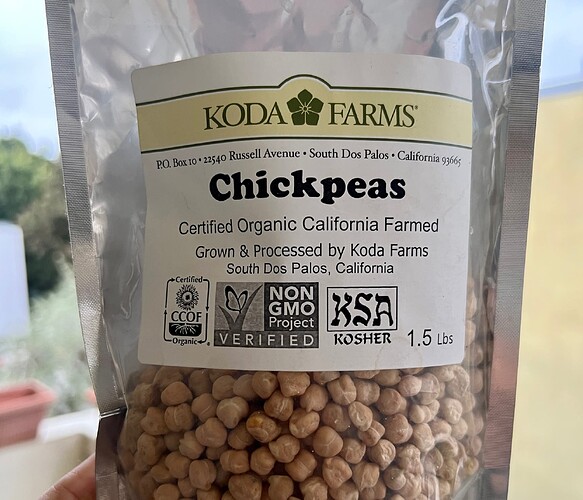 KODA FARMS®
P.O. Box 10 • 22540 Russell Avenue • South Dos Palos • California 93665
Chickpeas
Certified Organic California Farmed
Grown & Processed by Koda Farms
South Dos Palos, California
Certified
CCOF
Organic
NON
GMO
Project
VERIFIED
KSA
KOSHER
1.5 Lbs